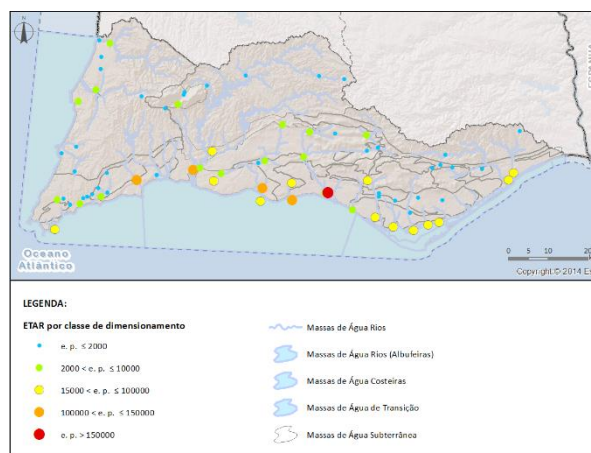 N
ESPANHA
Oceano
Atlântico
0 5 10 20
Copyright:© 2014 Es
LEGENDA:
ETAR por classe de dimensionamento
e. p. ≤ 2000
2000 < e. p. ≤ 10000
15000 < e. p. ≤ 100000
100000 < e. p. ≤ 150000
e. p. > 150000
Massas de Água Rios
Massas de Água Rios (Albufeiras)
Massas de Água Costeiras
Massas de Água de Transição
Massas de Água Subterrânea